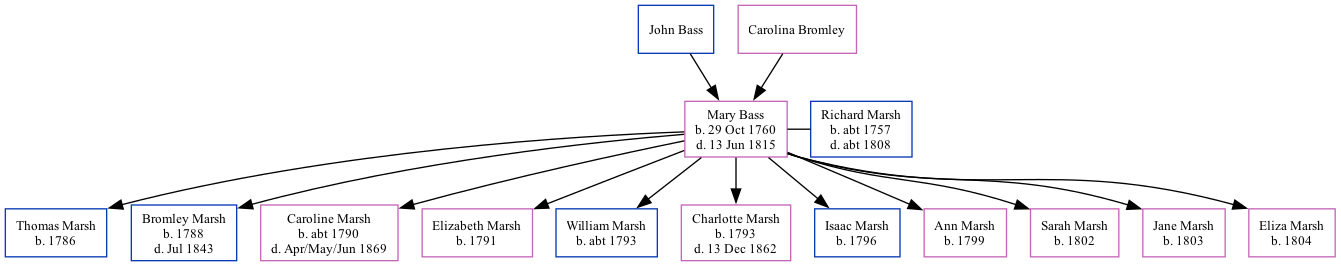 John Bass
Carolina Bromley
Mary Bass
b. 29 Oct 1760
d. 13 Jun 1815
Richard Marsh
b. abt 1757
d. abt 1808
Thomas Marsh
b. 1786
Bromley Marsh
b. 1788
d. Jul 1843
Caroline Marsh
b. abt 1790
d. Apr/May/Jun 1869
Elizabeth Marsh
b. 1791
William Marsh
b. abt 1793
Charlotte Marsh
b. 1793
d. 13 Dec 1862
Isaac Marsh
b. 1796
Ann Marsh
b. 1799
Sarah Marsh
b. 1802
Jane Marsh
b. 1803
Eliza Marsh
b. 1804